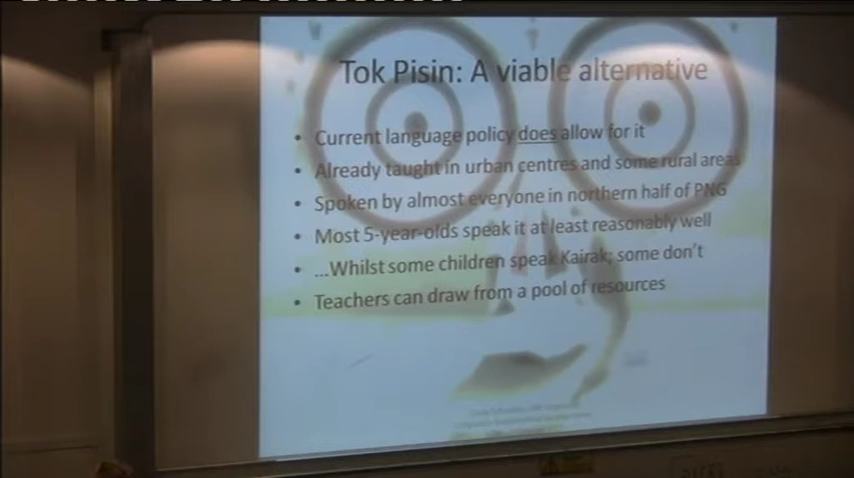 Tok Pisin: A viable alternative
• Current language policy does allow for it
• Already taught in urban centres and some rural areas
• Spoken by almost everyone in northern half of PNG
• Most 5-year-olds speak it at least reasonably well
• ...Whilst some children speak Kairak; some don't
• Teachers can draw from a pool of resources